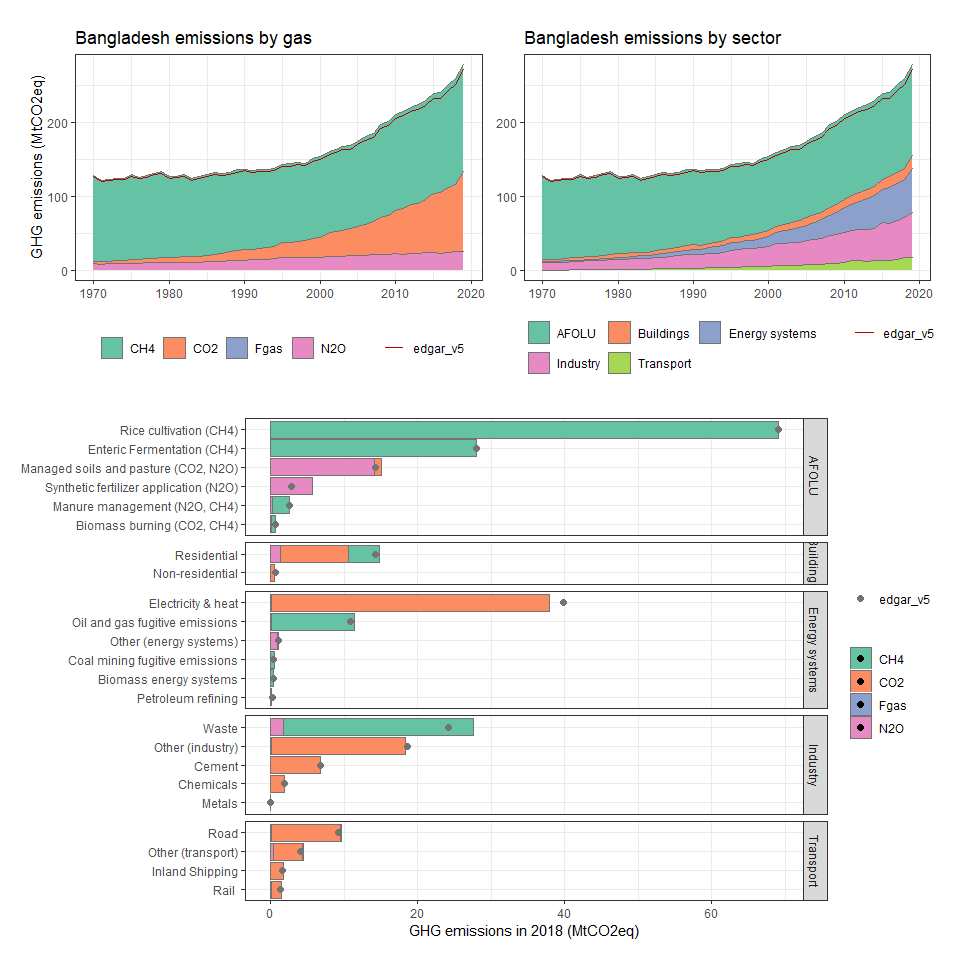 Bangladesh emissions by gas
GHG emissions (MtCO2eq)
200
100
0
1970 1980 1990 2000 2010 2020
CH4 CO2 Fgas N2O edgar_v5
Bangladesh emissions by sector
200
100
0
1970 1980 1990 2000 2010 2020
AFOLU Buildings Energy systems edgar_v5
Industry Transport
Rice cultivation (CH4)
Enteric Fermentation (CH4)
Managed soils and pasture (CO2, N2O)
Synthetic fertilizer application (N2O)
Manure management (N2O, CH4)
Biomass burning (CO2, CH4)
AFOLU
Residential
Non-residential
Building
Electricity & heat
Oil and gas fugitive emissions
Other (energy systems)
Coal mining fugitive emissions
Biomass energy systems
Petroleum refining
Energy systems
Waste
Other (industry)
Cement
Chemicals
Metals
Industry
Road
Other (transport)
Inland Shipping
Rail
Transport
0 20 40 60
GHG emissions in 2018 (MtCO2eq)
edgar_v5
CH4
CO2
Fgas
N2O